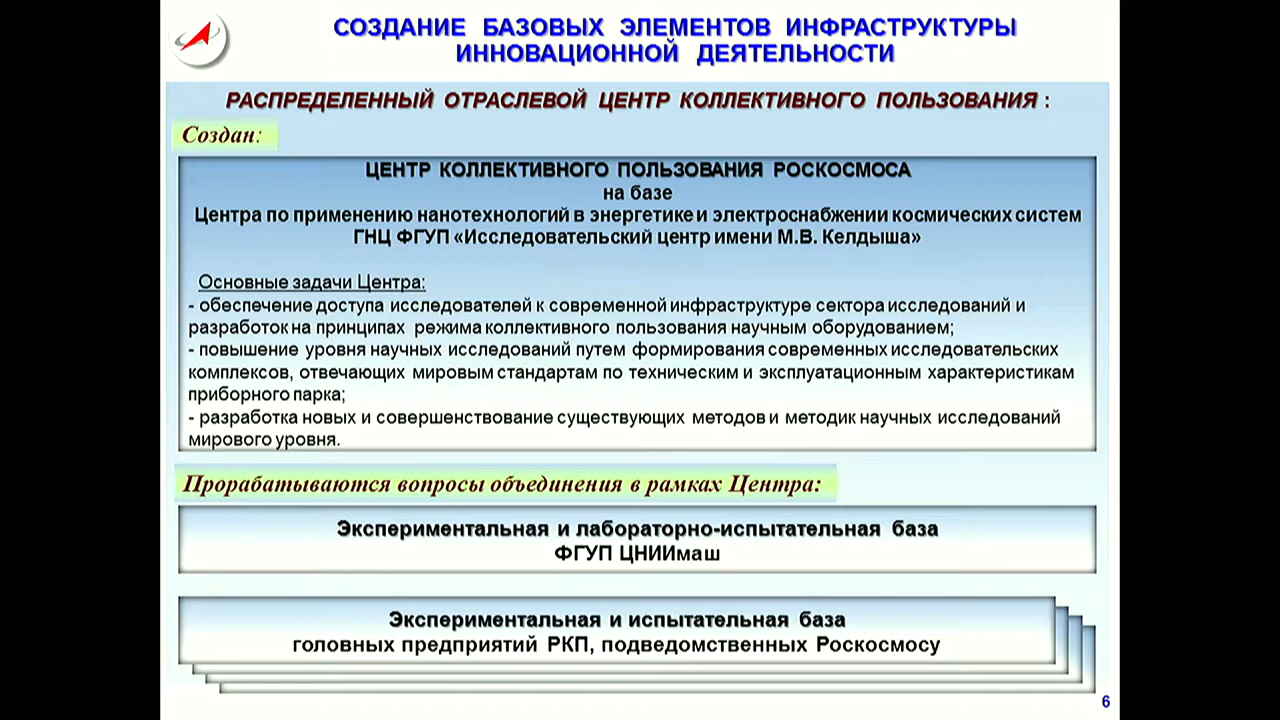 СОЗДАНИЕ БАЗОВЫХ ЭЛЕМЕНТОВ ИНФРАСТРУКТУРЫ
ИННОВАЦИОННОЙ ДЕЯТЕЛЬНОСТИ
РАСПРЕДЕЛЕННЫЙ ОТРАСЛЕВОЙ ЦЕНТР КОЛЛЕКТИВНОГО ПОЛЬЗОВАНИЯ :
Создан:
ЦЕНТР КОЛЛЕКТИВНОГО ПОЛЬЗОВАНИЯ РОСКОСМОСА
на базе
Центра по применению нанотехнологий в энергетике и электроснабжении космических систем
ГНЦ ФГУП «Исследовательский центр имени М.В. Келдыша»
Основные задачи Центра:
- обеспечение доступа исследователей к современной инфраструктуре сектора исследований и
разработок на принципах режима коллективного пользования научным оборудованием;
- повышение уровня научных исследований путем формирования современных исследовательских
комплексов, отвечающих мировым стандартам по техническим и эксплуатационным характеристикам
приборного парка;
- разработка новых и совершенствование существующих методов и методик научных исследований
мирового уровня.
Прорабатываются вопросы объединения в рамках Центра:
Экспериментальная и лабораторно-испытательная база
ФГУП ЦНИИмаш
Экспериментальная и испытательная база
головных предприятий РКП, подведомственных Роскосмосу
6